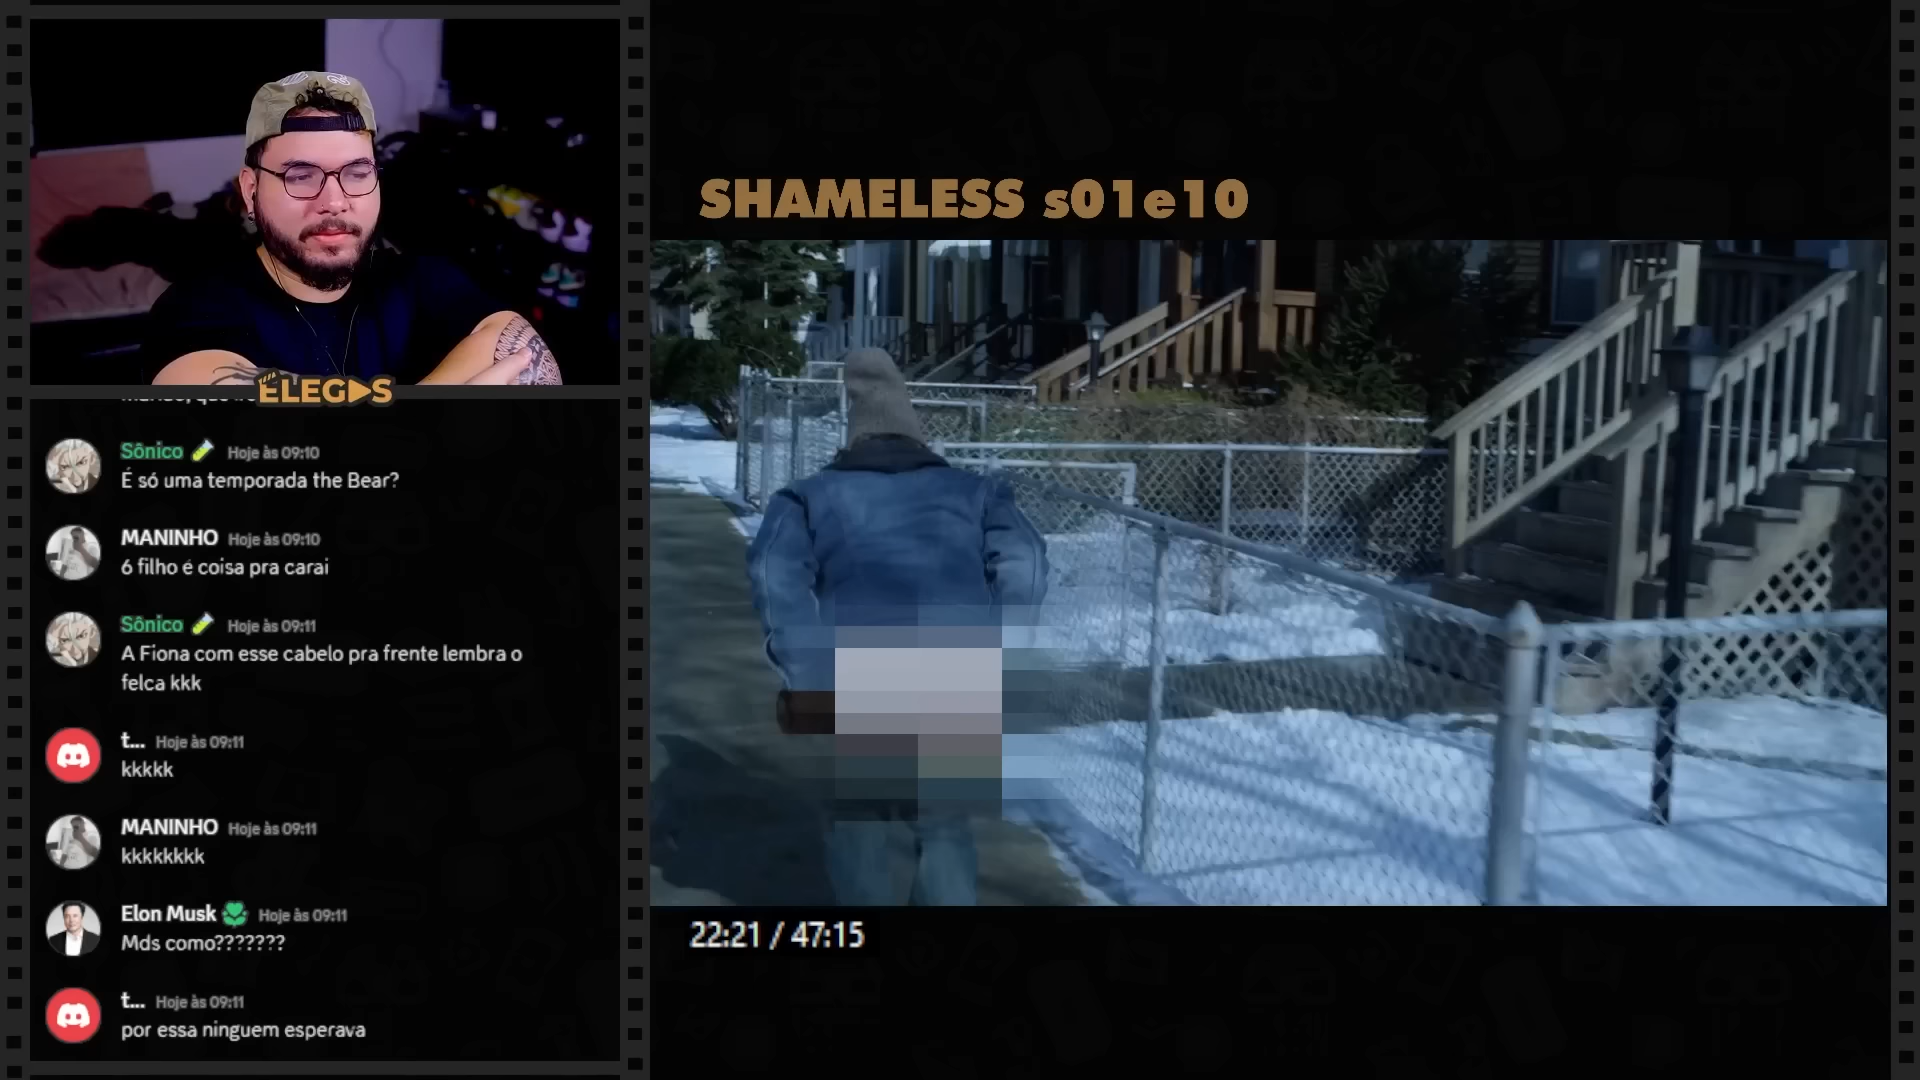 ELEGOS
Sônico Hoje às 09:10
É só uma temporada the Bear?
MANINHO Hoje às 09:10
6 filho é coisa pra carai
Sônico Hoje às 09:11
A Fiona com esse cabelo pra frente lembra o
felca kkk
t... Hoje às 09:11
kkkkk
MANINHO Hoje às 09:11
kkkkkkkk
Elon Musk Hoje às 09:11
Mds como???????
t... Hoje às 09:11
por essa ninguem esperava
SHAMELESS s01e10
22:21 / 47:15